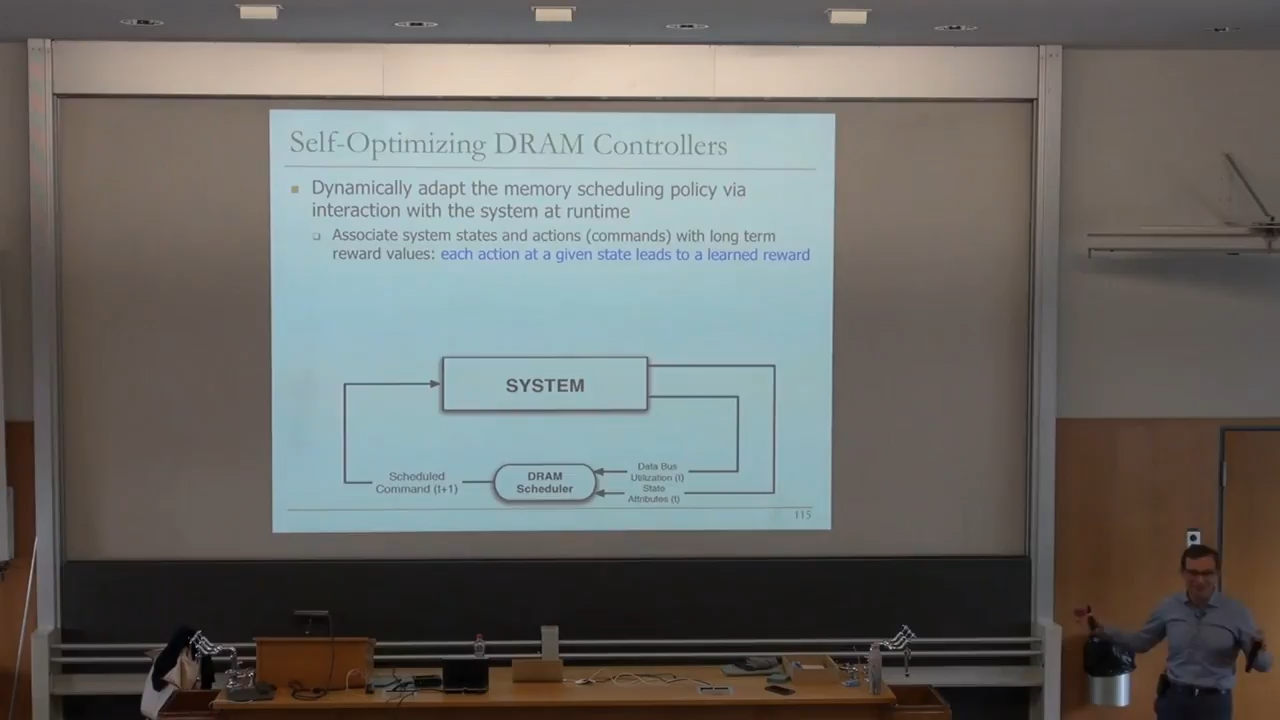 Self-Optimizing DRAM Controllers
Dynamically adapt the memory scheduling policy via
interaction with the system at runtime
Associate system states and actions (commands) with long term
reward values: each action at a given state leads to a learned reward
SYSTEM
Scheduled
Command (t+1)
DRAM
Scheduler
Data Bus
Utilization (t)
State
Attributes (t)
115